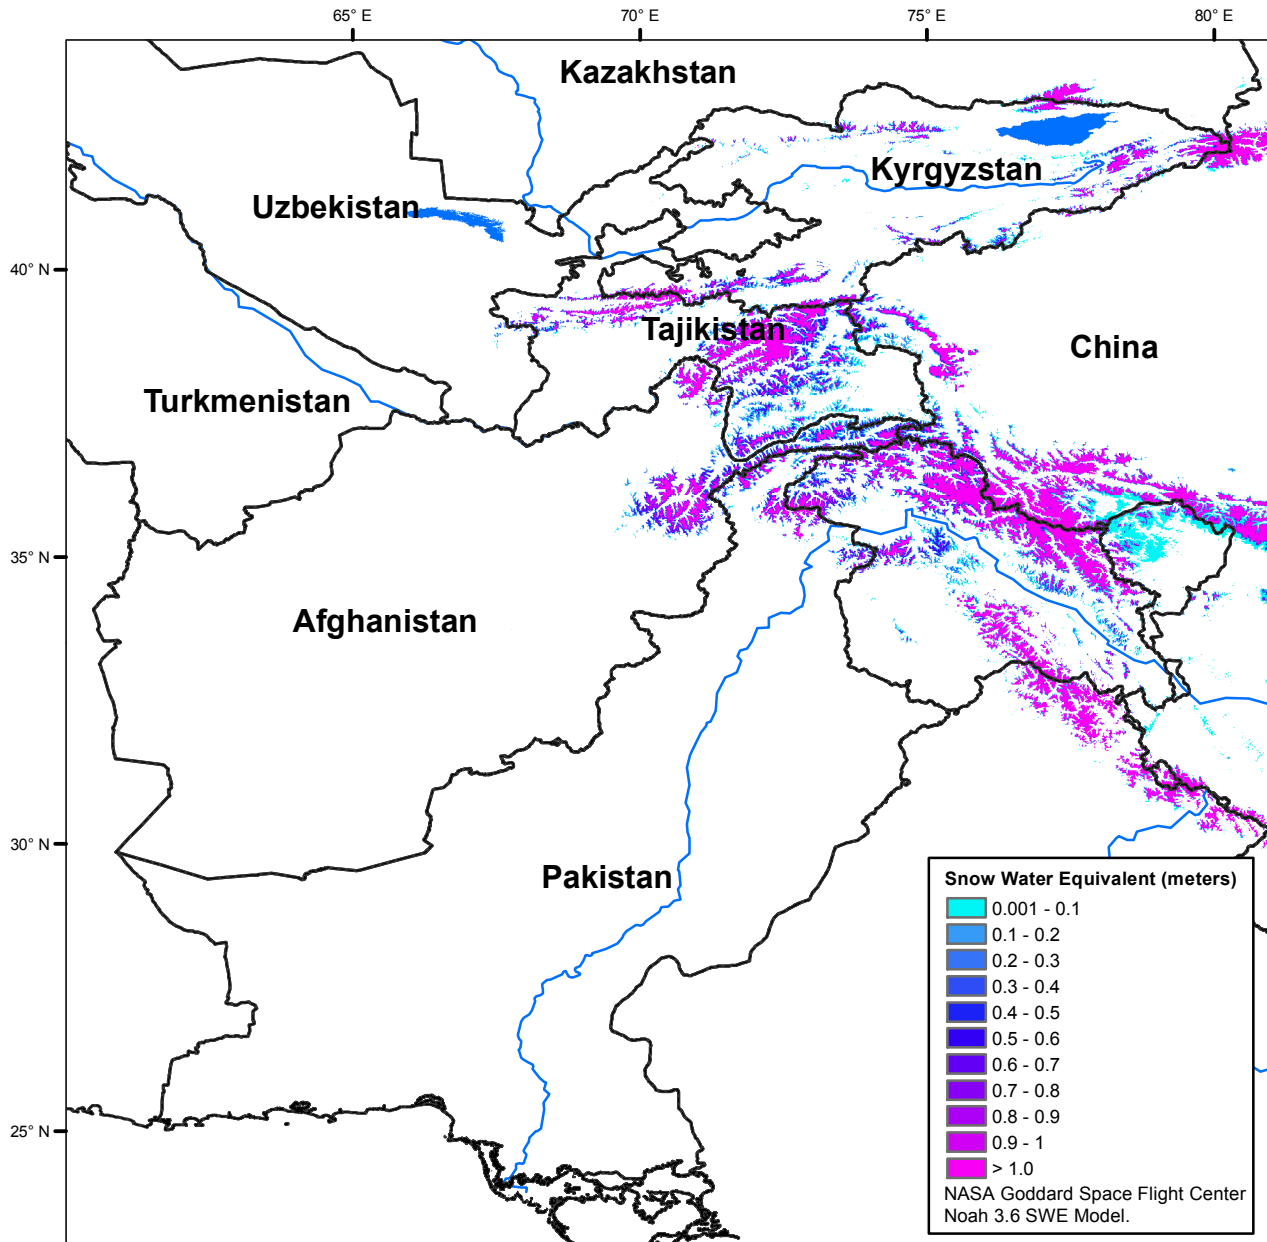 65° E
70° E
75° E
80° E
Kazakhstan
Kyrgyzstan
Uzbekistan
40° N
Tajikistan
China
Turkmenistan
35° N
Afghanistan
30° N
Pakistan
Snow Water Equivalent (meters)
0.001 - 0.1
0.1 - 0.2
0.2 - 0.3
0.3 - 0.4
0.4 - 0.5
0.5 - 0.6
0.6 - 0.7
0.7 - 0.8
0.8 - 0.9
0.9 - 1
> 1.0
NASA Goddard Space Flight Center
Noah 3.6 SWE Model.
25° N